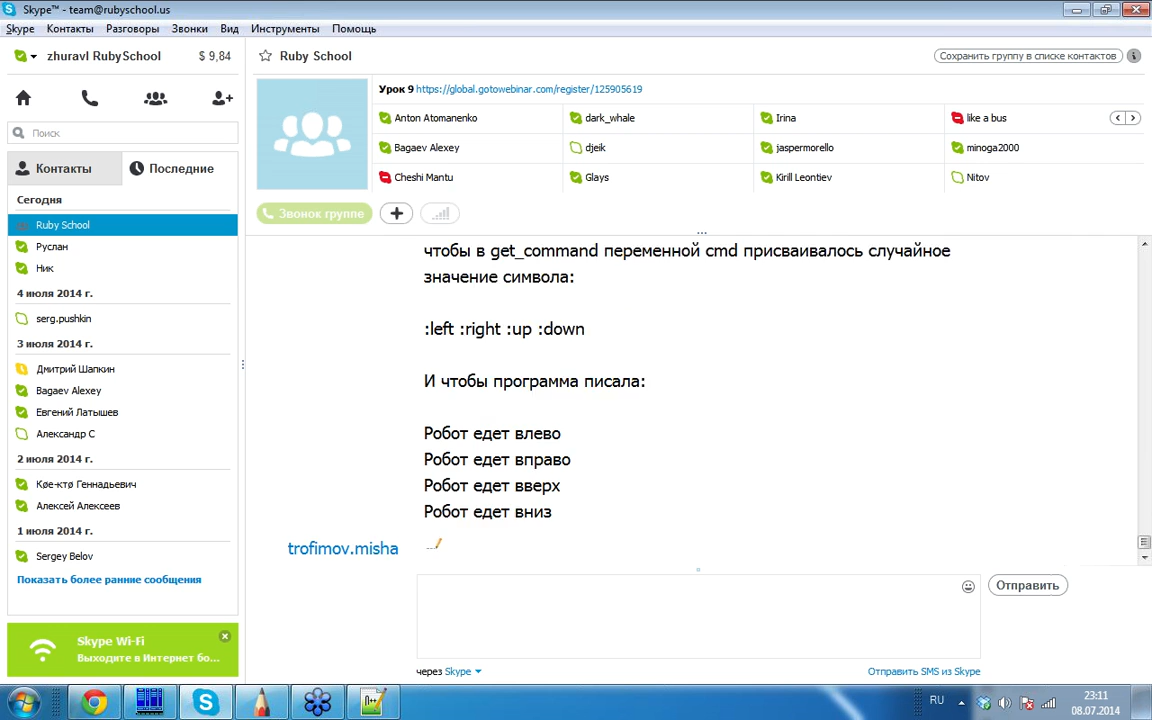 Skype™ - team@rubyschool.us
Skype Контакты Разговоры Звонки Вид Инструменты Помощь
zhuravl RubySchool $ 9,84
Ruby School
Сохранить группу в списке контактов
Урок 9 https://global.gotowebinar.com/register/125905619
Anton Atomanenko dark_whale Irina like a bus
Bagaev Alexey djeik jaspermorello minoga2000
Cheshi Mantu Glays Kirill Leontiev Nitov
Звонок группе
Поиск
Контакты Последние
Сегодня
Ruby School
Руслан
Ник
4 июля 2014 г.
serg.pushkin
3 июля 2014 г.
Дмитрий Шапкин
Bagaev Alexey
Евгений Латышев
Александр С
2 июля 2014 г.
Køe-ктø Геннадьевич
Алексей Алексеев
1 июля 2014 г.
Sergey Belov
Показать более ранние сообщения
Skype Wi-Fi
Выходите в Интернет бо...
чтобы в get_command переменной cmd присваивалось случайное
значение символа:
:left :right :up :down
И чтобы программа писала:
Робот едет влево
Робот едет вправо
Робот едет вверх
Робот едет вниз
trofimov.misha
Отправить
через Skype
Отправить SMS из Skype
RU
23:11
08.07.2014